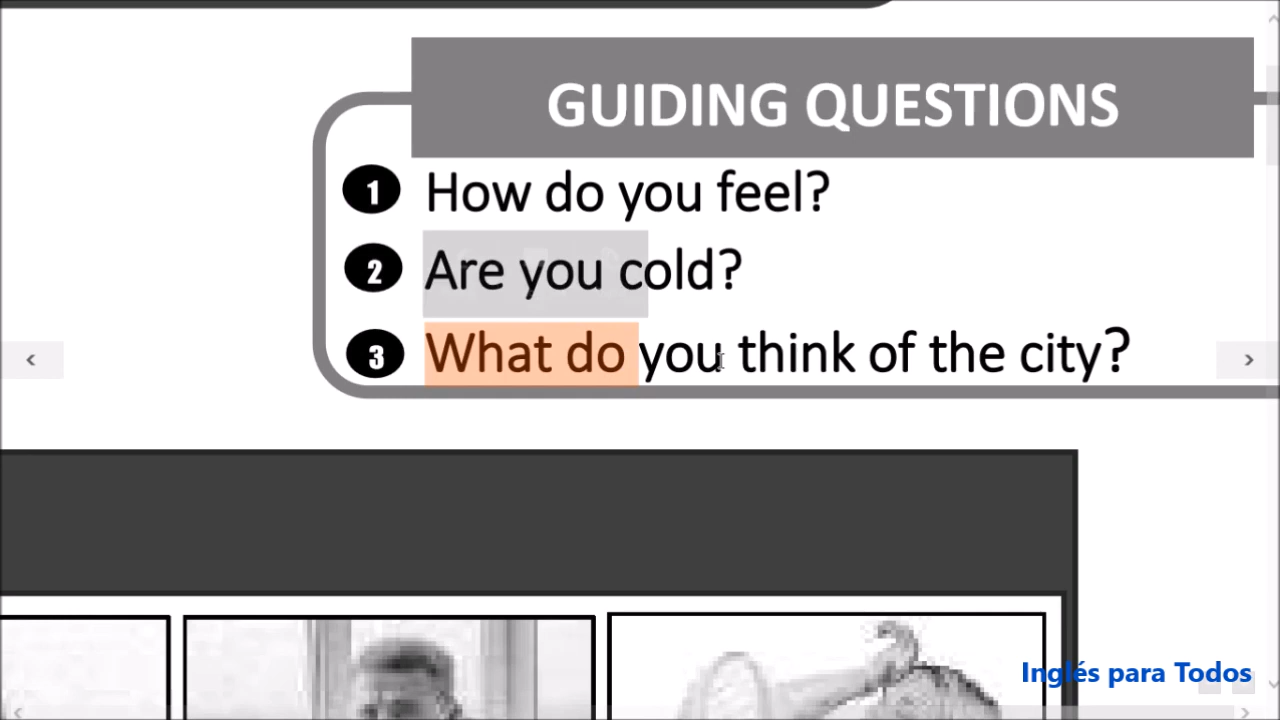 GUIDING QUESTIONS
1 How do you feel?
2 Are you cold?
3 What do you think of the city?
Inglés para Todos